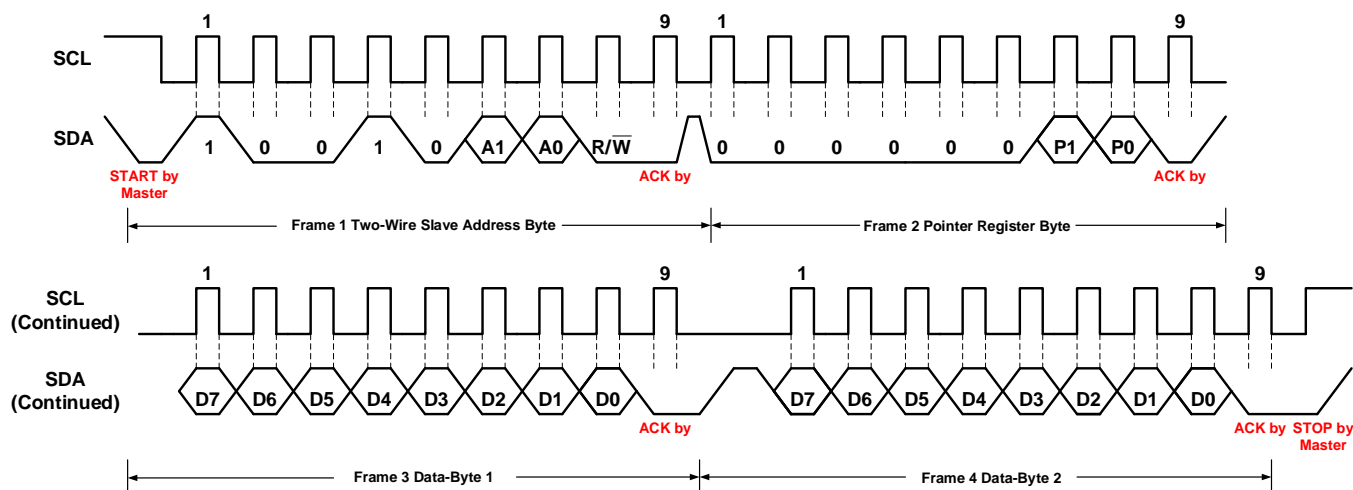 1 9 1 9
SCL
SDA
1 0 0 1 0 A1 A0 R/W̅ 0 0 0 0 0 0 P1 P0
START by
Master
ACK by
ACK by
Frame 1 Two-Wire Slave Address Byte
Frame 2 Pointer Register Byte
1 9 1 9
SCL
(Continued)
SDA
(Continued)
D7 D6 D5 D4 D3 D2 D1 D0 D7 D6 D5 D4 D3 D2 D1 D0
ACK by
ACK by
STOP by
Master
Frame 3 Data-Byte 1
Frame 4 Data-Byte 2